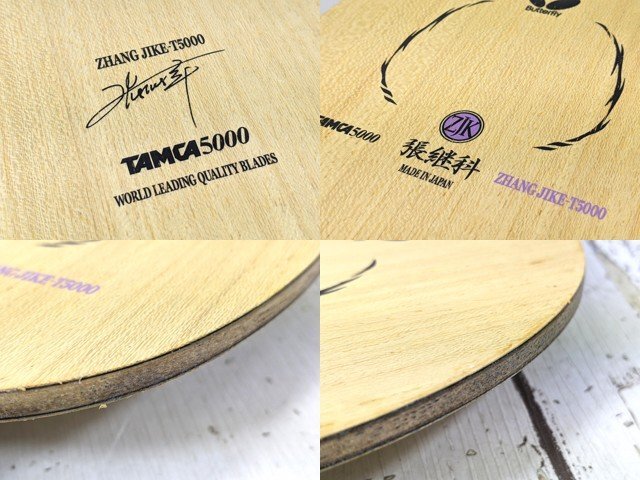 ZHANG JIKE-T5000
TAMCA5000
WORLD LEADING QUALITY BLADES
Butterfly
ZJK
TAMCA5000
張継科
MADE IN JAPAN
ZHANG JIKE-T5000
ANG JIKE-T5000